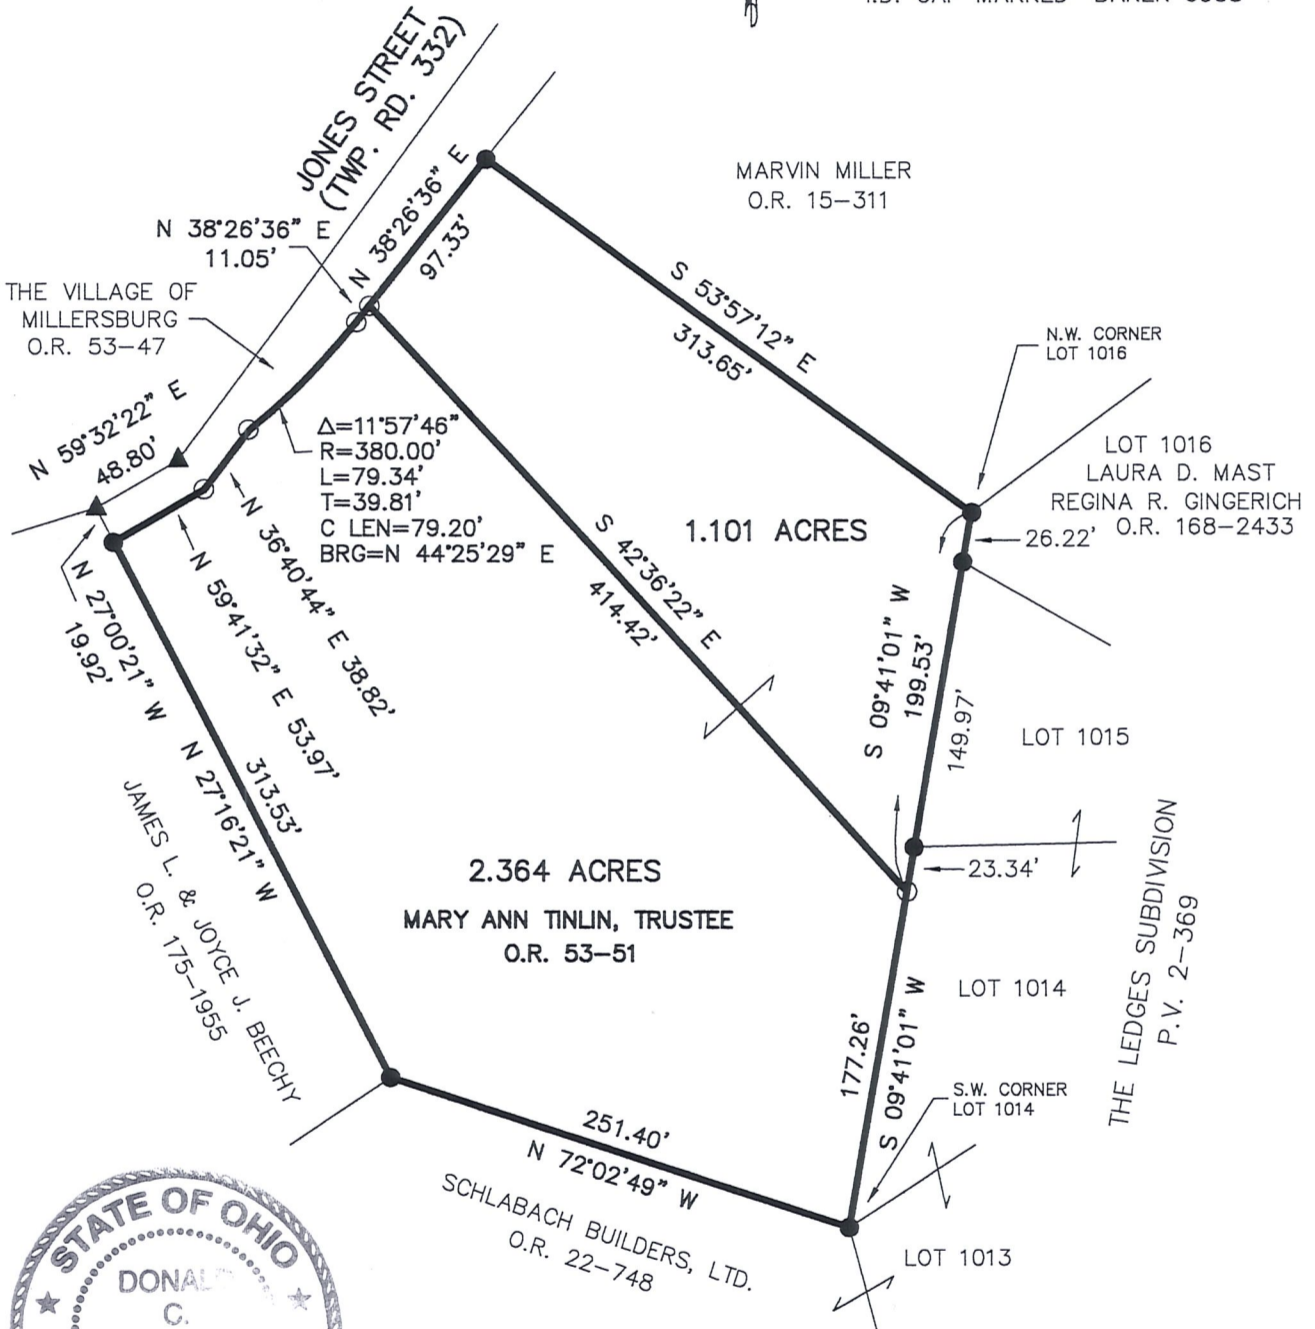 I.D. CAP MARKED "BAKER 6938"
JONES STREET
(TWP. RD. 332)
MARVIN MILLER
O.R. 15-311
N 38°26'36" E
11.05'
N 38°26'36" E
97.33'
THE VILLAGE OF
MILLERSBURG
O.R. 53-47
S 53°57'12" E
313.65'
N.W. CORNER
LOT 1016
N 59°32'22" E
48.80'
Δ=11°57'46"
R=380.00'
L=79.34'
T=39.81'
C LEN=79.20'
BRG=N 44°25'29" E
LOT 1016
LAURA D. MAST
REGINA R. GINGERICH
O.R. 168-2433
26.22'
1.101 ACRES
S 42°36'22" E
414.42'
N 36°40'44" E 38.82'
N 59°41'32" E 53.97'
N 27°00'21" W
19.92'
S 09°41'01" W
199.53'
149.97'
LOT 1015
313.53'
N 27°16'21" W
JAMES L. & JOYCE J. BEECHY
O.R. 175-1955
2.364 ACRES
MARY ANN TINLIN, TRUSTEE
O.R. 53-51
23.34'
THE LEDGES SUBDIVISION
P.V. 2-369
LOT 1014
177.26'
S 09°41'01" W
S.W. CORNER
LOT 1014
251.40'
N 72°02'49" W
SCHLABACH BUILDERS, LTD.
O.R. 22-748
LOT 1013
STATE OF OHIO
DONAL
C.